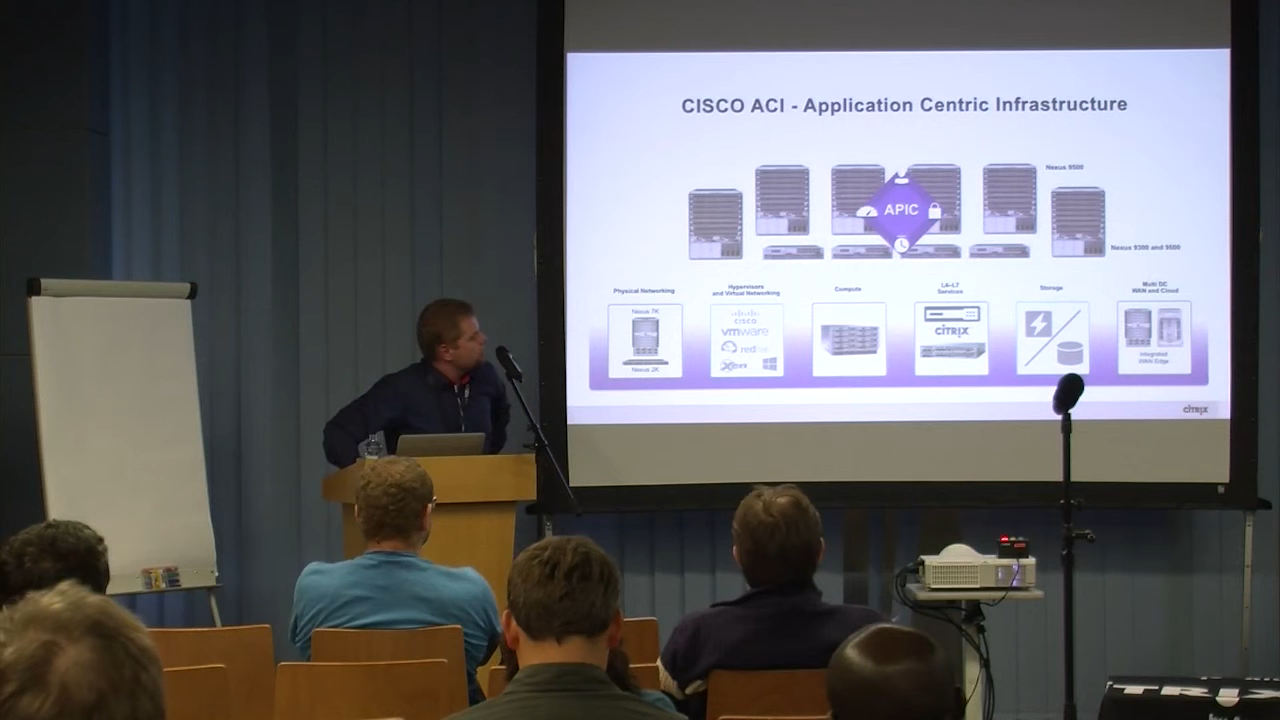 CISCO ACI - Application Centric Infrastructure
Nexus 9500
APIC
Nexus 9300 and 9500
Physical Networking
Hypervisors
and Virtual Networking
Compute
L4-L7
Services
Storage
Multi DC
WAN and Cloud
Nexus 7K
Nexus 2K
CISCO
vmware
redhat
Xen
CITRIX
Integrated
WAN Edge
CITRIX